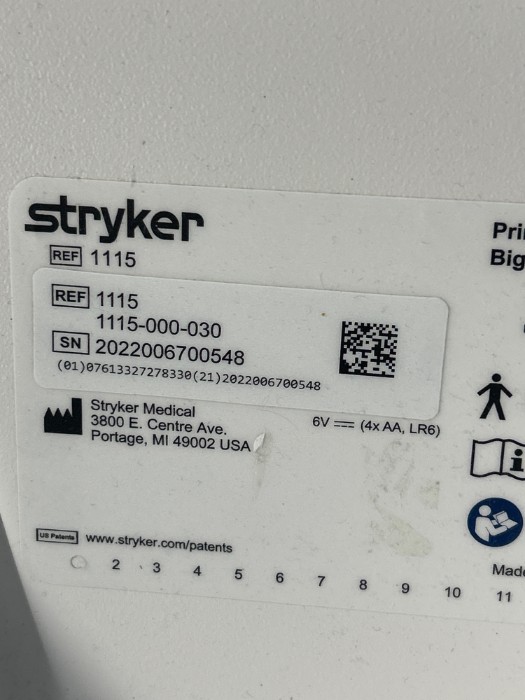 stryker
REF 1115
Pri
Big
REF 1115
1115-000-030
SN 2022006700548
(01)07613327278330(21)2022006700548
Stryker Medical
3800 E. Centre Ave.
Portage, MI 49002 USA
6V (4x AA, LR6)
US Patents www.stryker.com/patents
Made
2 3 4 5 6 7 8 9 10 11